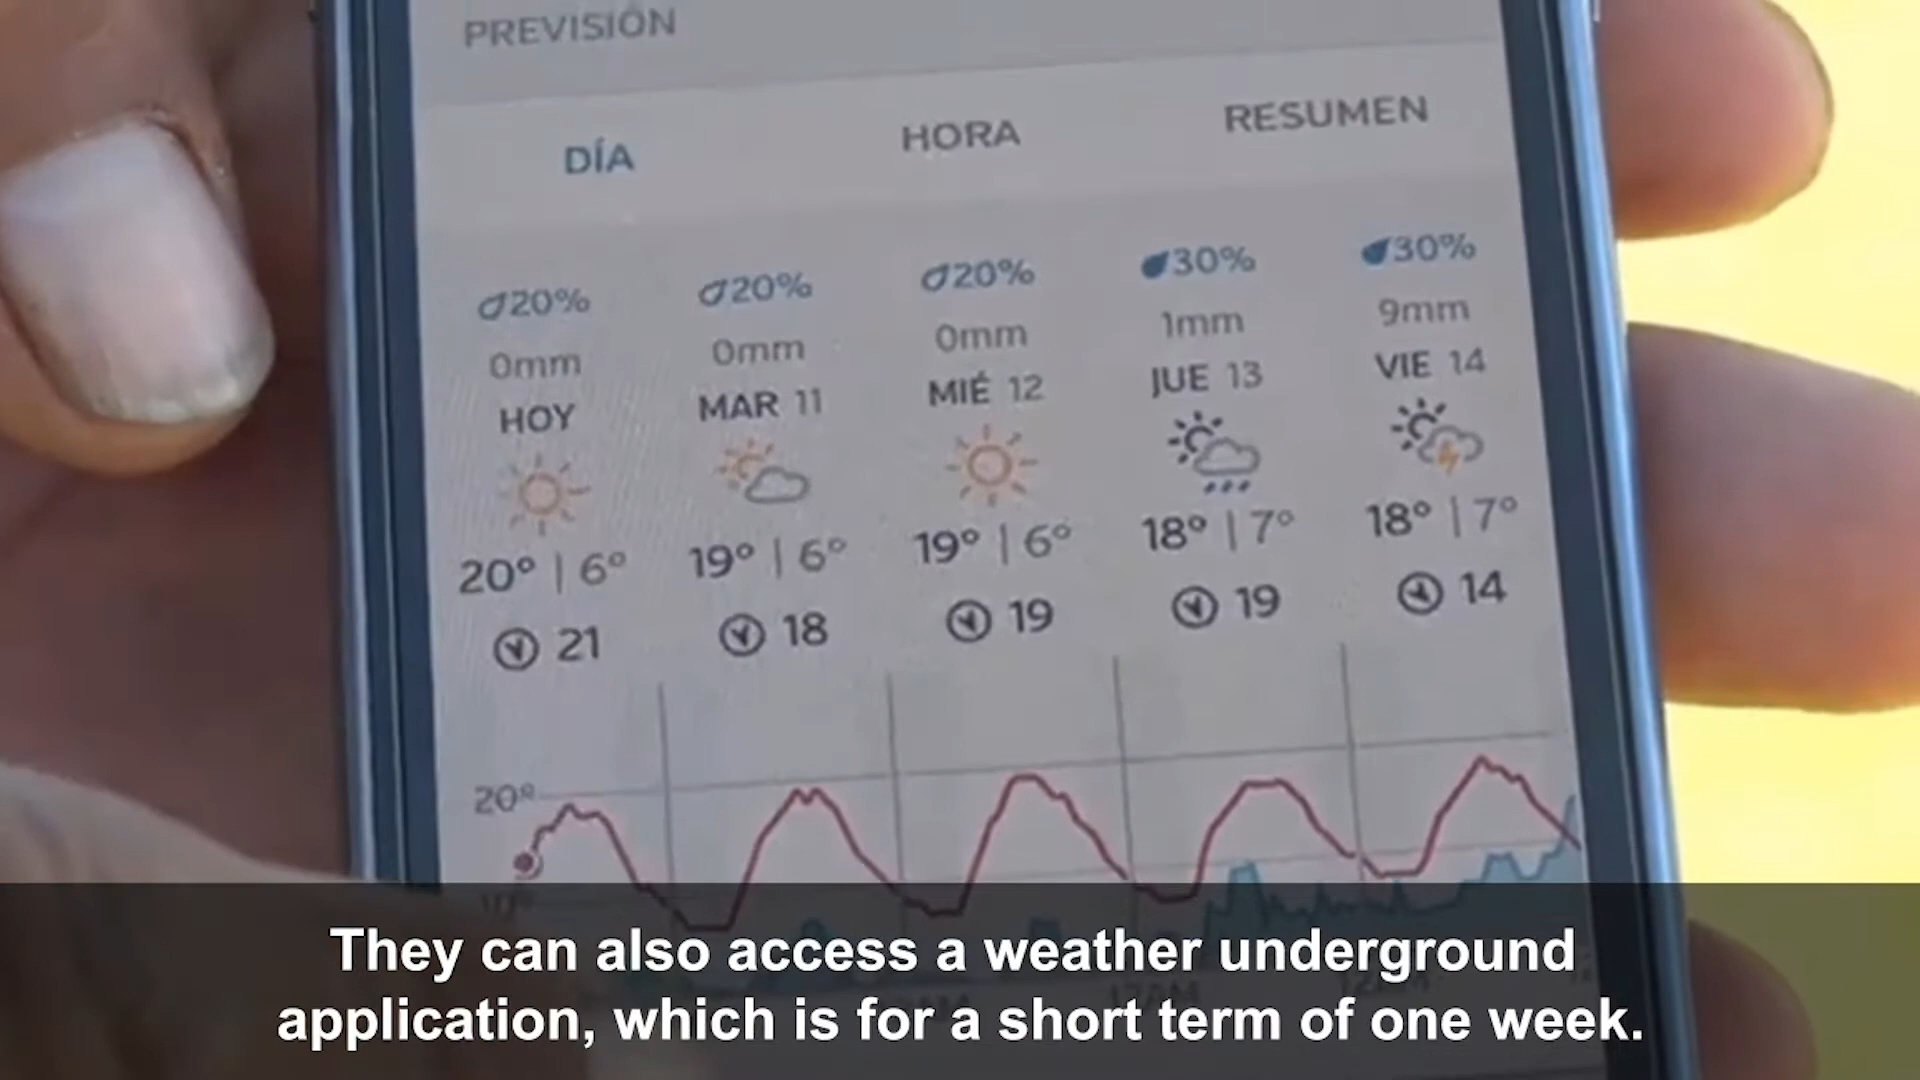 PREVISIÓN
DÍA HORA RESUMEN
20% 20% 20% 30% 30%
0mm 0mm 0mm 1mm 9mm
HOY MAR 11 MIÉ 12 JUE 13 VIE 14
20° | 6° 19° | 6° 19° | 6° 18° | 7° 18° | 7°
21 18 19 19 14
20°
10°
They can also access a weather underground
application, which is for a short term of one week.